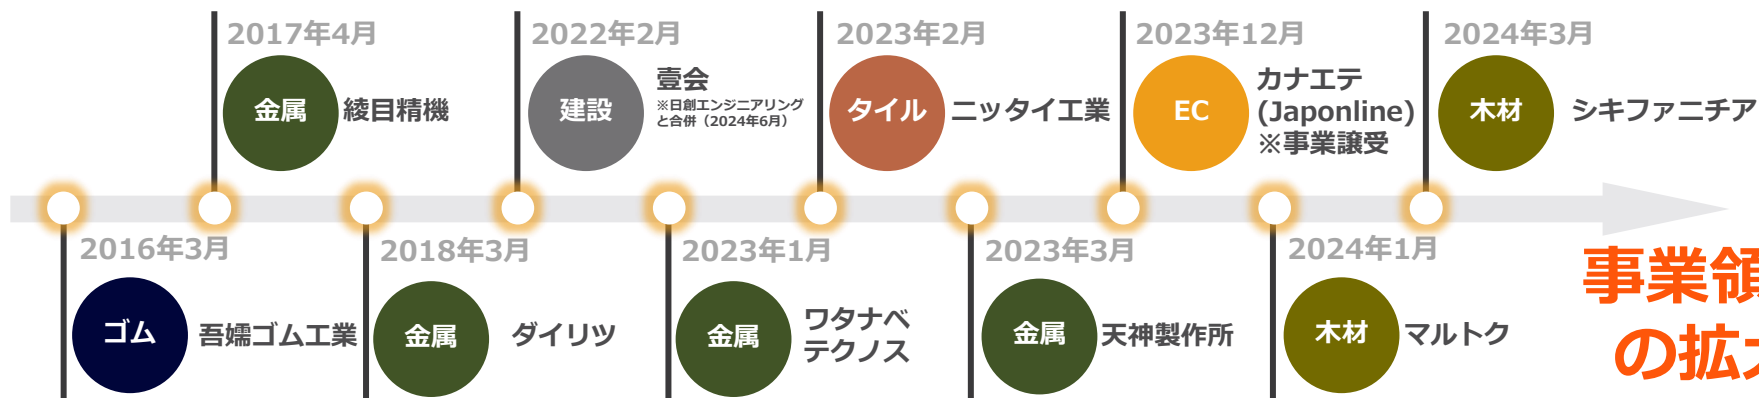 2017年4月
金属
綾目精機
2022年2月
建設
壹会
※日創エンジニアリング
と合併（2024年6月）
2023年2月
タイル
ニッタイ工業
2023年12月
EC
カナエテ
(Japonline)
※事業譲受
2024年3月
木材
シキファニチア
2016年3月
ゴム
吾嬬ゴム工業
2018年3月
金属
ダイリツ
2023年1月
金属
ワタナベ
テクノス
2023年3月
金属
天神製作所
2024年1月
木材
マルトク
事業領
の拡大